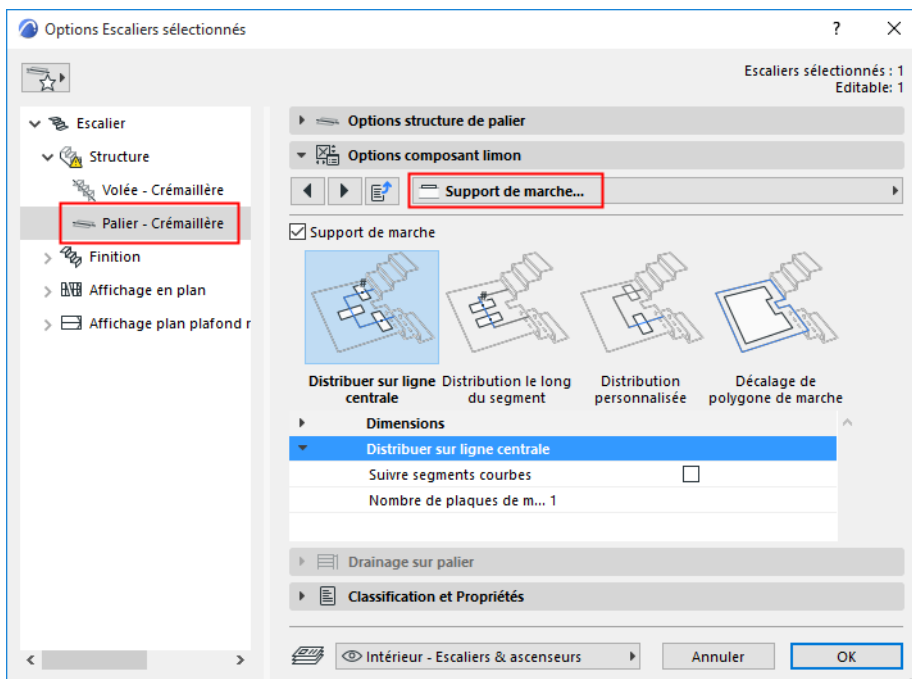 Options Escaliers sélectionnés
?
Escaliers sélectionnés : 1
Editable: 1
Escalier
Structure
Volée - Crémaillère
Palier - Crémaillère
Finition
Affichage en plan
Affichage plan plafond r
Options structure de palier
Options composant limon
Support de marche...
Support de marche
Distribuer sur ligne centrale
Distribution le long du segment
Distribution personnalisée
Décalage de polygone de marche
Dimensions
Distribuer sur ligne centrale
Suivre segments courbes
Nombre de plaques de m... 1
Drainage sur palier
Classification et Propriétés
Intérieur - Escaliers & ascenseurs
Annuler
OK